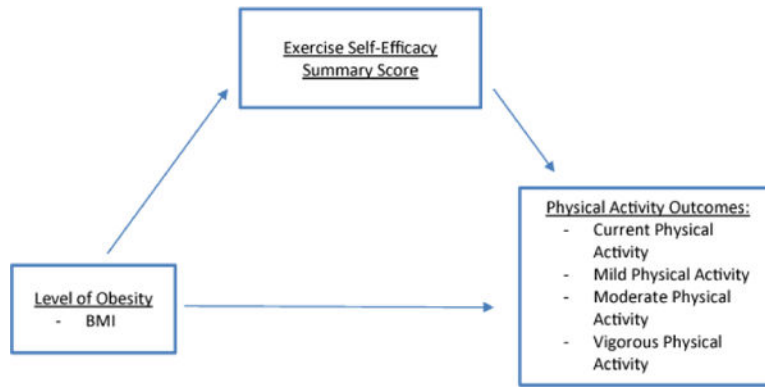 Exercise Self-Efficacy
Summary Score
Level of Obesity
- BMI
Physical Activity Outcomes:
- Current Physical
Activity
- Mild Physical Activity
- Moderate Physical
Activity
- Vigorous Physical
Activity